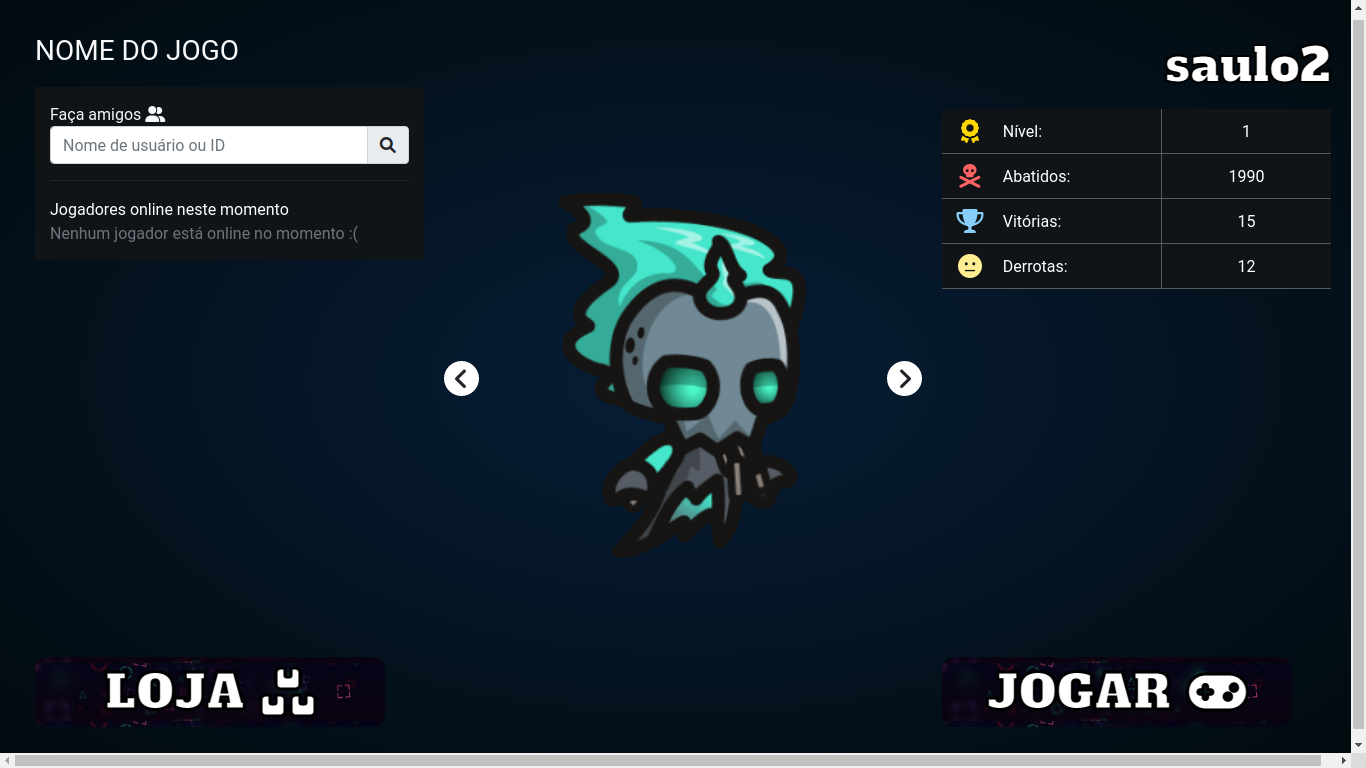 NOME DO JOGO
saulo2
Faça amigos
Nome de usuário ou ID
Jogadores online neste momento
Nenhum jogador está online no momento :(
Nível: 1
Abatidos: 1990
Vitórias: 15
Derrotas: 12
LOJA
JOGAR